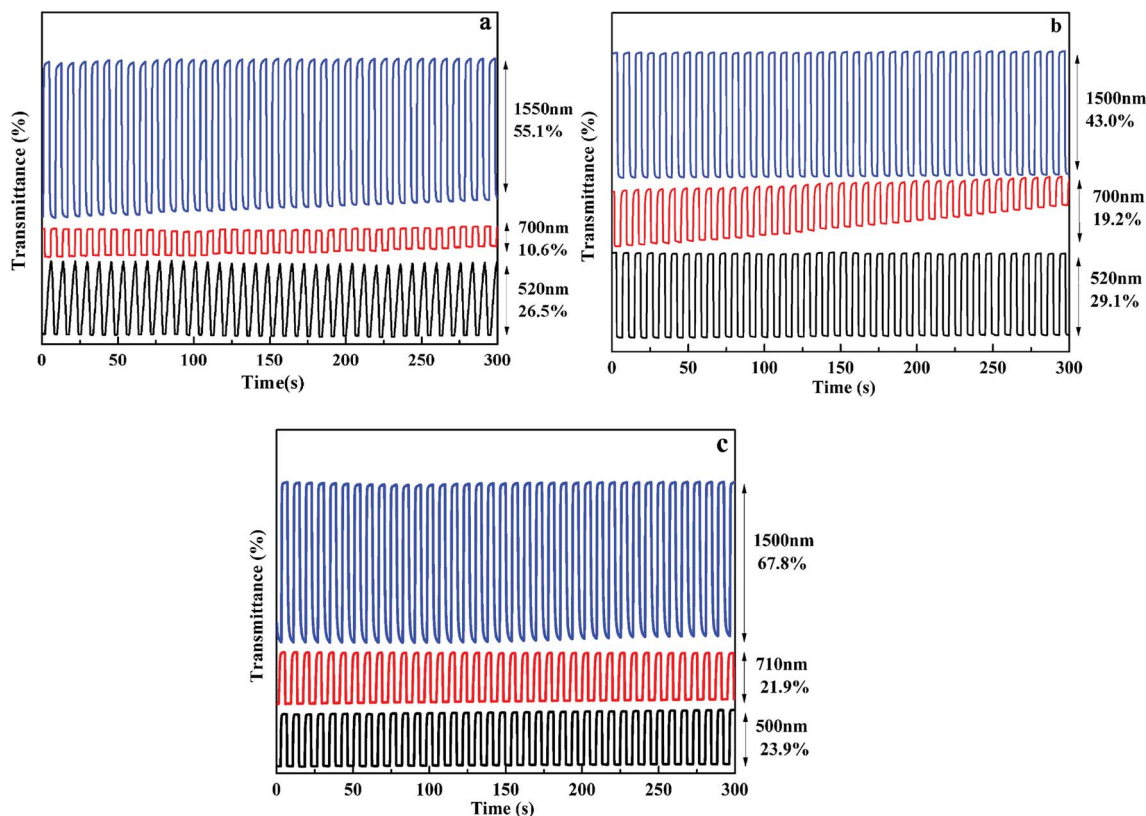 a
Transmittance (%)
1550nm
55.1%
700nm
10.6%
520nm
26.5%
0 50 100 150 200 250 300
Time(s)
b
Transmittance (%)
1500nm
43.0%
700nm
19.2%
520nm
29.1%
0 50 100 150 200 250 300
Time (s)
c
Transmittance (%)
1500nm
67.8%
710nm
21.9%
500nm
23.9%
0 50 100 150 200 250 300
Time (s)